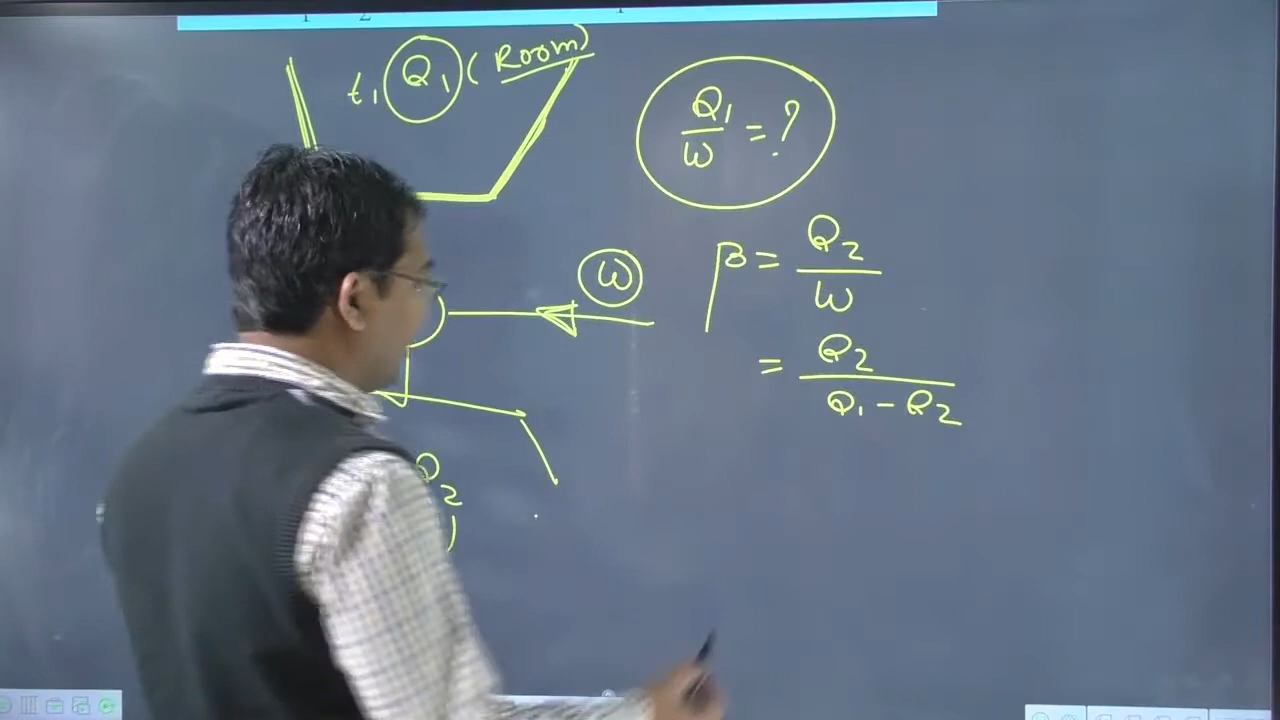 t₁ Q₁ (Room)
Q₁/W = ?
W
β = Q₂/W
= Q₂/(Q₁ - Q₂)
Q₂
)